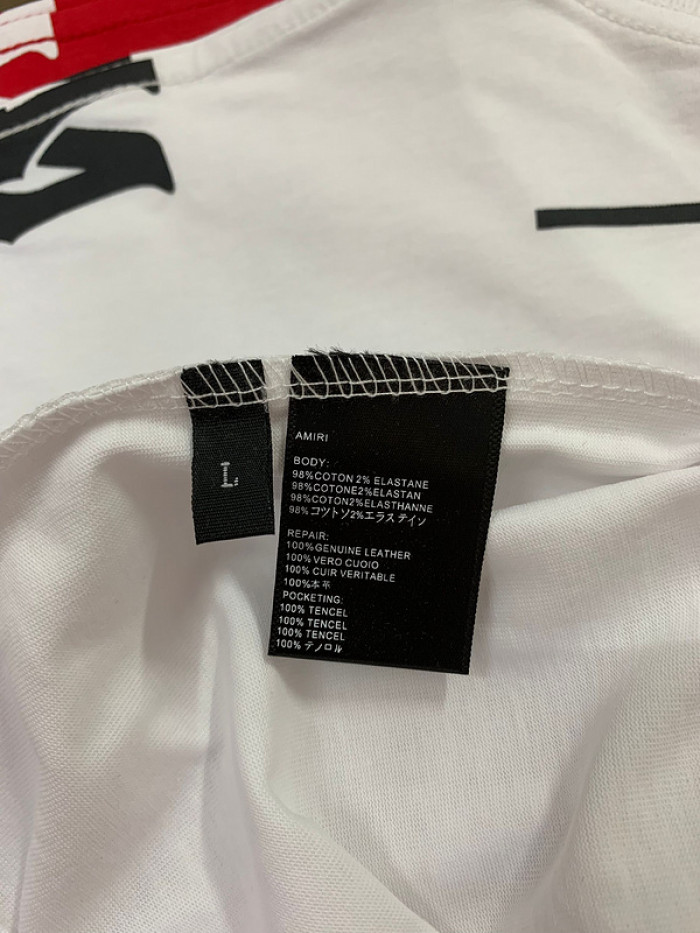 L
AMIRI
BODY:
98%COTON 2% ELASTANE
98%COTONE2%ELASTAN
98%COTON2%ELASTHANNE
98%コツトソ2%エラステイソ
REPAIR:
100%GENUINE LEATHER
100% VERO CUOIO
100% CUIR VERITABLE
100%本革
POCKETING:
100% TENCEL
100% TENCEL
100% TENCEL
100% テノロル